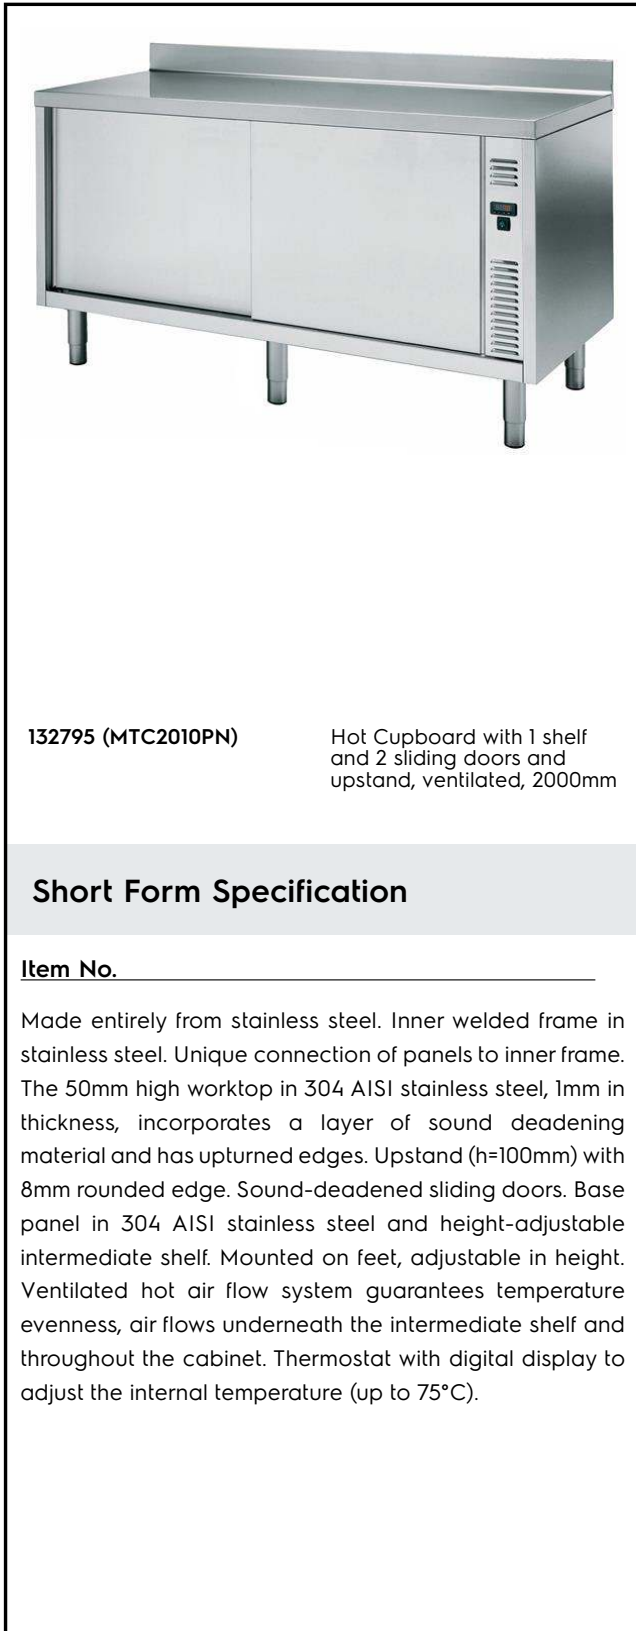 132795 (MTC2010PN)
Hot Cupboard with 1 shelf
and 2 sliding doors and
upstand, ventilated, 2000mm
Short Form Specification
Item No.
Made entirely from stainless steel. Inner welded frame in
stainless steel. Unique connection of panels to inner frame.
The 50mm high worktop in 304 AISI stainless steel, 1mm in
thickness, incorporates a layer of sound deadening
material and has upturned edges. Upstand (h=100mm) with
8mm rounded edge. Sound-deadened sliding doors. Base
panel in 304 AISI stainless steel and height-adjustable
intermediate shelf. Mounted on feet, adjustable in height.
Ventilated hot air flow system guarantees temperature
evenness, air flows underneath the intermediate shelf and
throughout the cabinet. Thermostat with digital display to
adjust the internal temperature (up to 75°C).